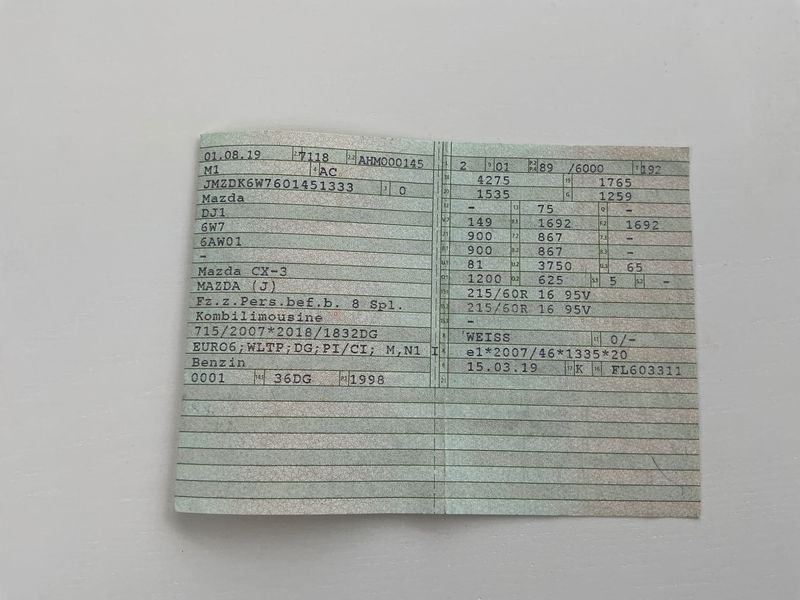 01.08.19 7118 AHM000145
M1 AC
JMZDK6W7601451333 0
Mazda
DJ1
6W7
6AW01
-
Mazda CX-3
MAZDA (J)
Fz.z.Pers.bef.b. 8 Spl.
Kombilimousine
715/2007*2018/1832DG
EURO6;WLTP;DG;PI/CI; M,N1 I
Benzin
0001 36DG 1998
2 01 89 /6000 192
4275 1765
1535 1259
- 75 -
149 1692 1692
900 867 -
900 867 -
81 3750 65
1200 625 5 -
215/60R 16 95V
215/60R 16 95V
-
WEISS 0/-
e1*2007/46*1335*20
15.03.19 K FL603311